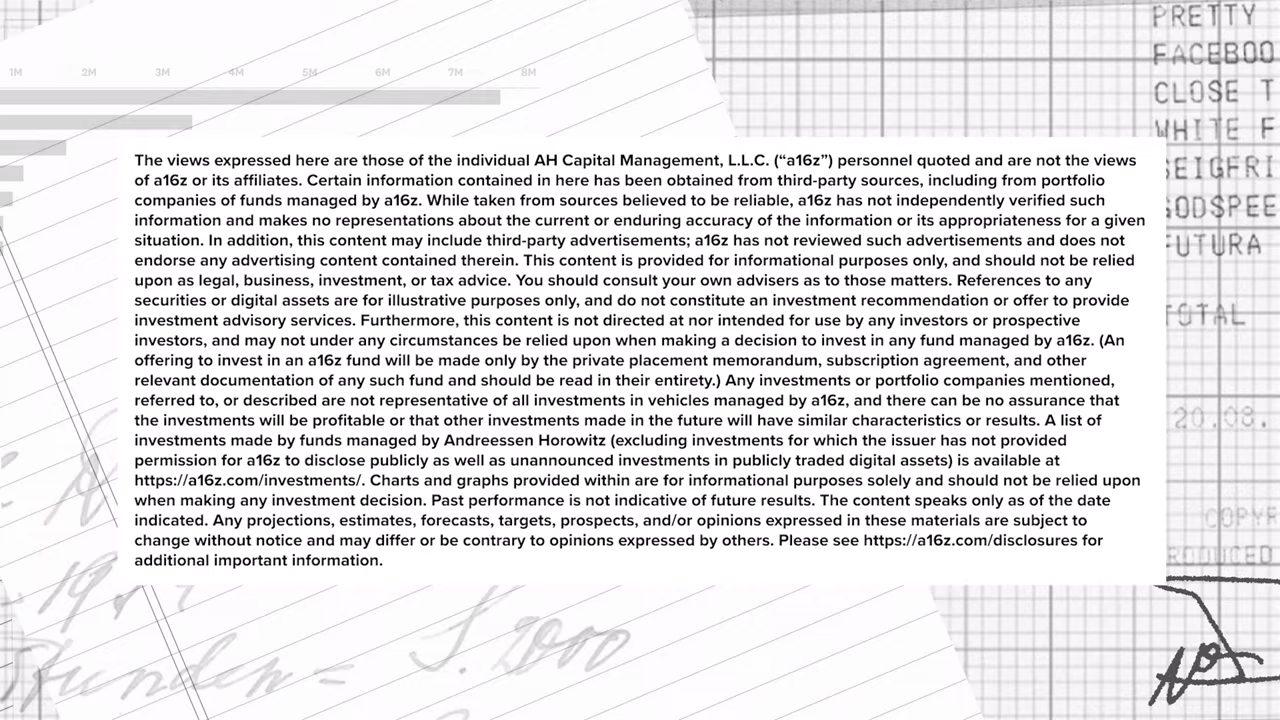 1M 2M 3M 4M 5M 6M 7M 8M
PRETTY
FACEBOO
CLOSE T
WHITE F
SEIGFRI
GODSPEE
FUTURA
TOTAL
20.08.
COPYR
RODUCED
The views expressed here are those of the individual AH Capital Management, L.L.C. (“a16z”) personnel quoted and are not the views
of a16z or its affiliates. Certain information contained in here has been obtained from third-party sources, including from portfolio
companies of funds managed by a16z. While taken from sources believed to be reliable, a16z has not independently verified such
information and makes no representations about the current or enduring accuracy of the information or its appropriateness for a given
situation. In addition, this content may include third-party advertisements; a16z has not reviewed such advertisements and does not
endorse any advertising content contained therein. This content is provided for informational purposes only, and should not be relied
upon as legal, business, investment, or tax advice. You should consult your own advisers as to those matters. References to any
securities or digital assets are for illustrative purposes only, and do not constitute an investment recommendation or offer to provide
investment advisory services. Furthermore, this content is not directed at nor intended for use by any investors or prospective
investors, and may not under any circumstances be relied upon when making a decision to invest in any fund managed by a16z. (An
offering to invest in an a16z fund will be made only by the private placement memorandum, subscription agreement, and other
relevant documentation of any such fund and should be read in their entirety.) Any investments or portfolio companies mentioned,
referred to, or described are not representative of all investments in vehicles managed by a16z, and there can be no assurance that
the investments will be profitable or that other investments made in the future will have similar characteristics or results. A list of
investments made by funds managed by Andreessen Horowitz (excluding investments for which the issuer has not provided
permission for a16z to disclose publicly as well as unannounced investments in publicly traded digital assets) is available at
https://a16z.com/investments/. Charts and graphs provided within are for informational purposes solely and should not be relied upon
when making any investment decision. Past performance is not indicative of future results. The content speaks only as of the date
indicated. Any projections, estimates, forecasts, targets, prospects, and/or opinions expressed in these materials are subject to
change without notice and may differ or be contrary to opinions expressed by others. Please see https://a16z.com/disclosures for
additional important information.